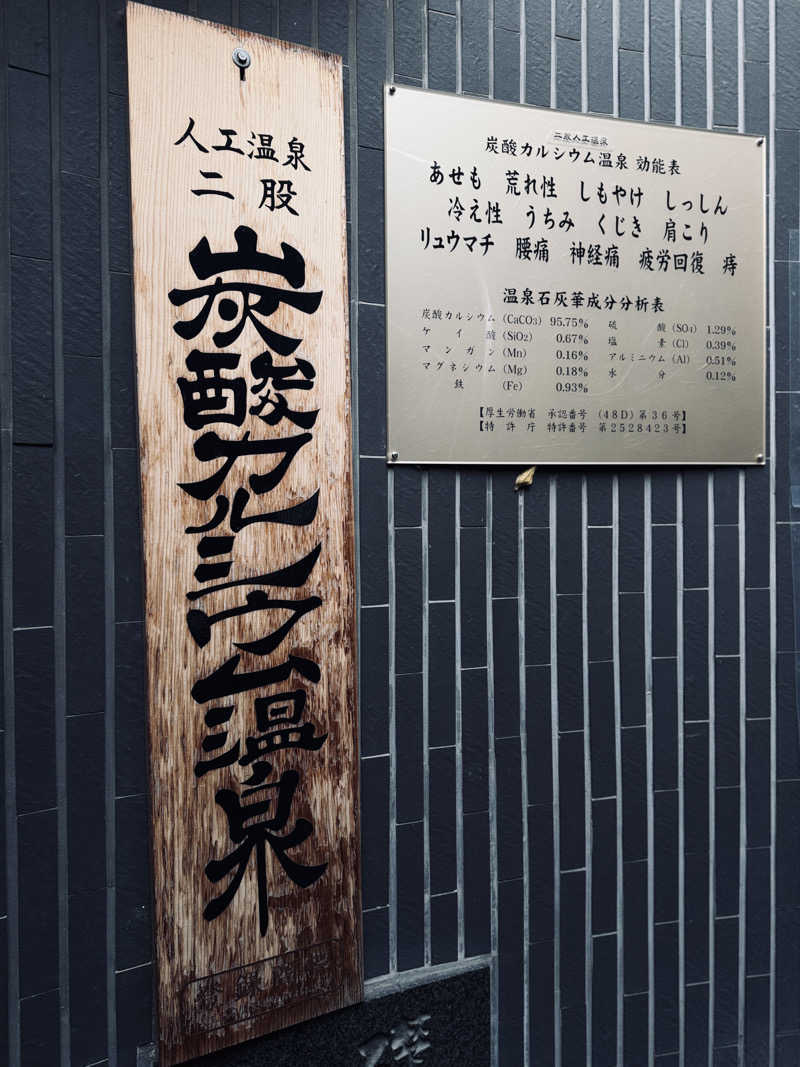 人工温泉
二股
炭酸カルシウム温泉
二股人工温泉
炭酸カルシウム温泉 効能表
あせも 荒れ性 しもやけ しっしん
冷え性 うちみ くじき 肩こり
リュウマチ 腰痛 神経痛 疲労回復 痔
温泉石灰華成分分析表
炭酸カルシウム (CaCO3) 95.75% 硫酸 (SO4) 1.29%
ケイ酸 (SiO2) 0.67% 塩素 (Cl) 0.39%
マンガン (Mn) 0.16% アルミニウム (Al) 0.51%
マグネシウム (Mg) 0.18% 水分 0.12%
鉄 (Fe) 0.93%
【厚生労働省 承認番号 (48D)第36号】
【特許庁 特許番号 第2528423号】